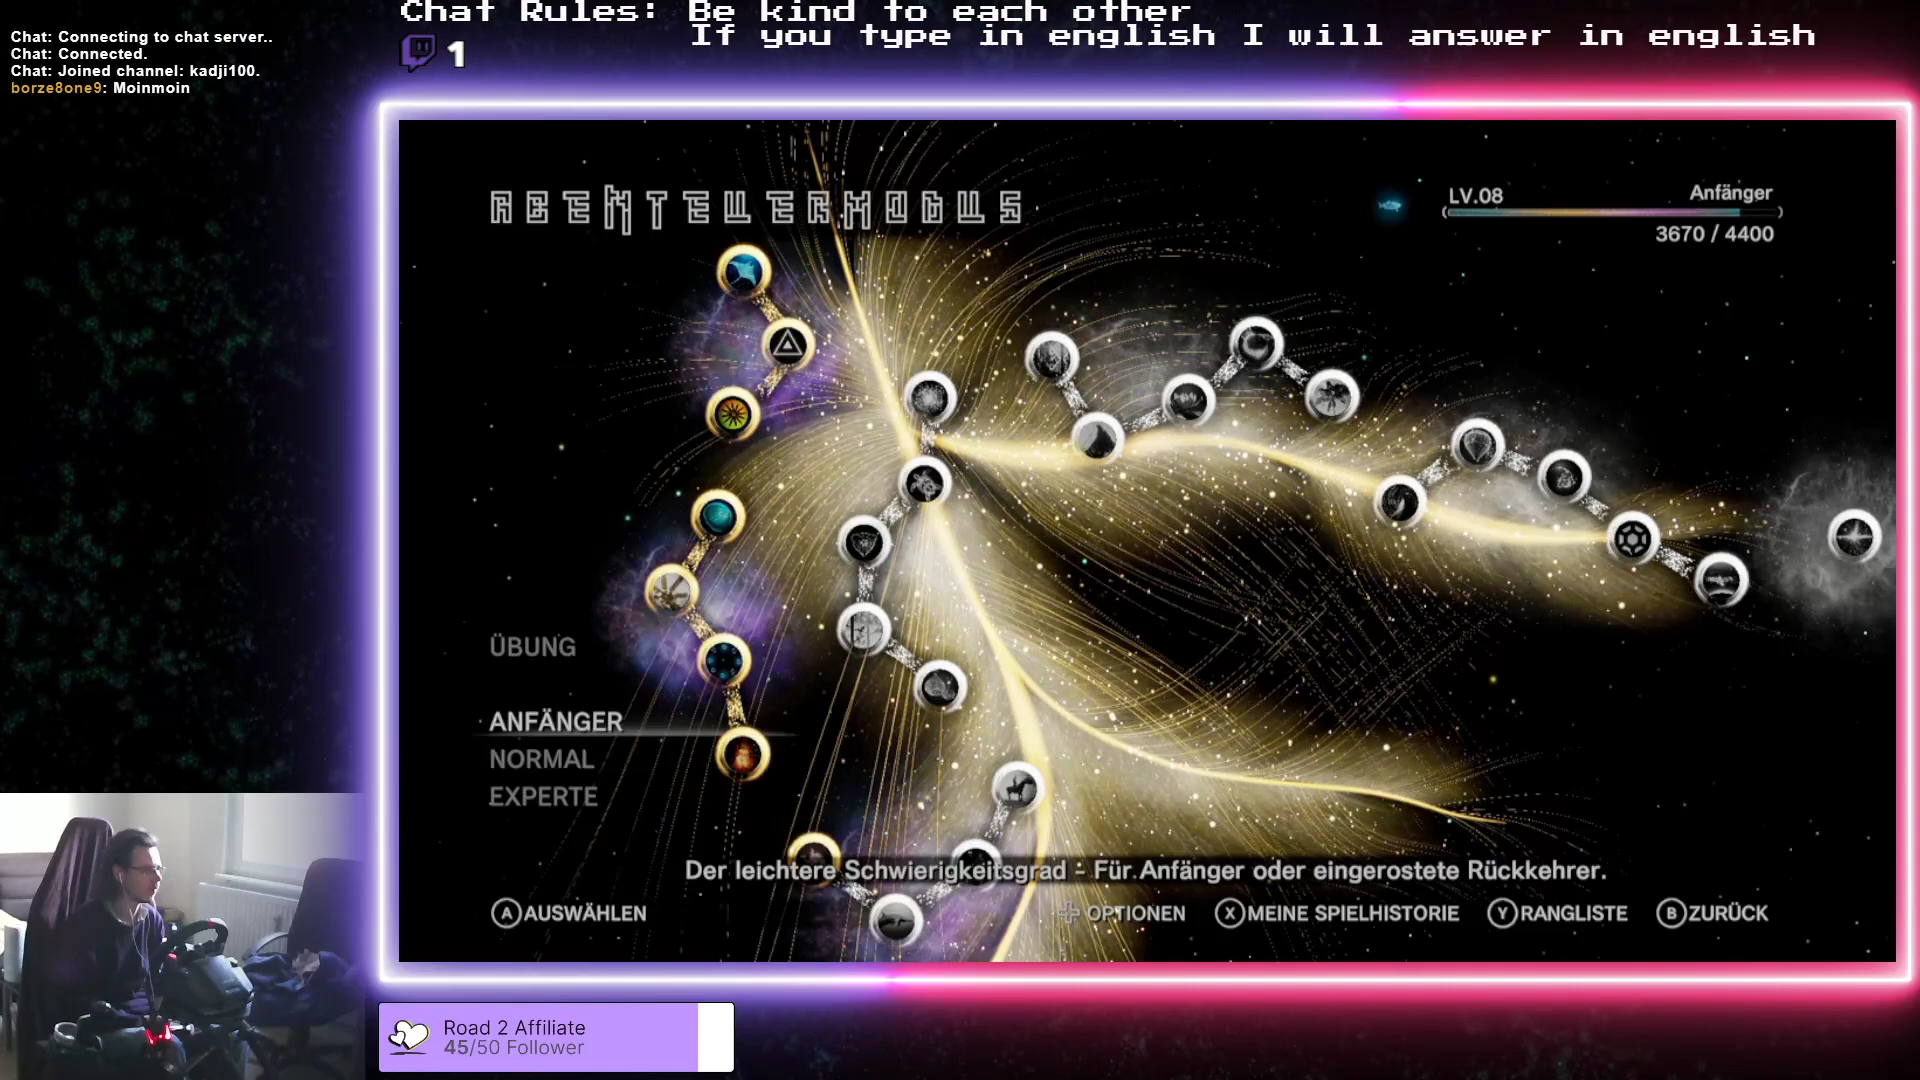 Chat Rules: Be kind to each other
If you type in english I will answer in english
1
Chat: Connecting to chat server..
Chat: Connected.
Chat: Joined channel: kadji100.
borze8one9: Moinmoin
ABENTEUERMODUS
LV.08
Anfänger
3670 / 4400
ÜBUNG
ANFÄNGER
NORMAL
EXPERTE
Der leichtere Schwierigkeitsgrad - Für Anfänger oder eingerostete Rückkehrer.
A AUSWÄHLEN
OPTIONEN
X MEINE SPIELHISTORIE
Y RANGLISTE
B ZURÜCK
Road 2 Affiliate
45/50 Follower